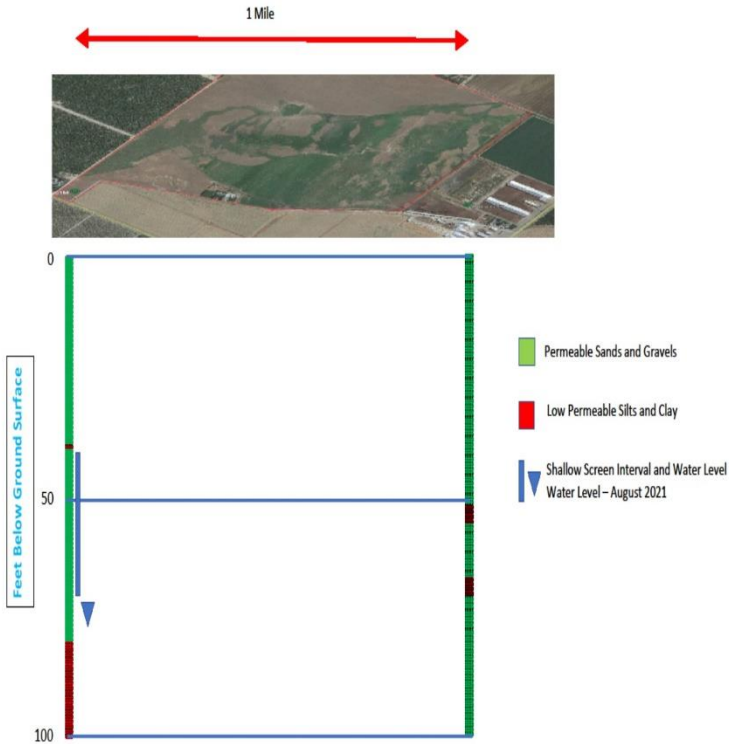 1 Mile
0
Permeable Sands and Gravels
Low Permeable Silts and Clay
Feet Below Ground Surface
Shallow Screen Interval and Water Level
Water Level – August 2021
50
100